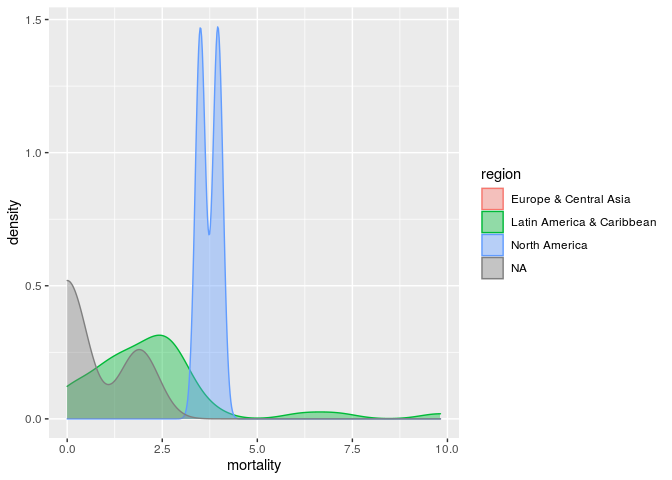 1.5
1.0
0.5
0.0
density
0.0 2.5 5.0 7.5 10.0
mortality
region
Europe & Central Asia
Latin America & Caribbean
North America
NA